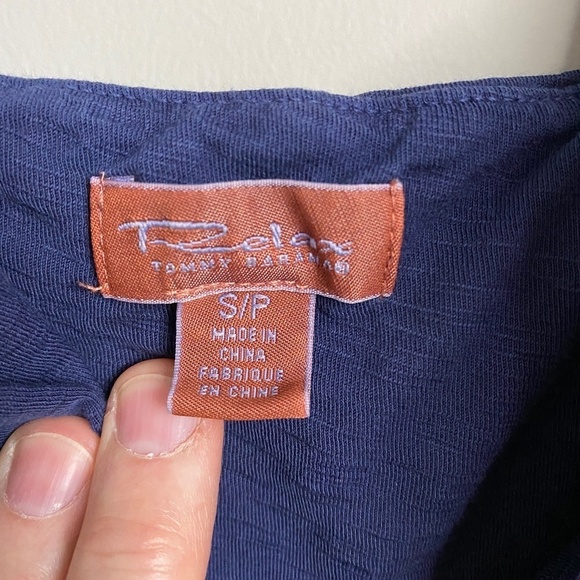 Relax
TOMMY BAHAMA®
S/P
MADE IN
CHINA
FABRIQUE
EN CHINE